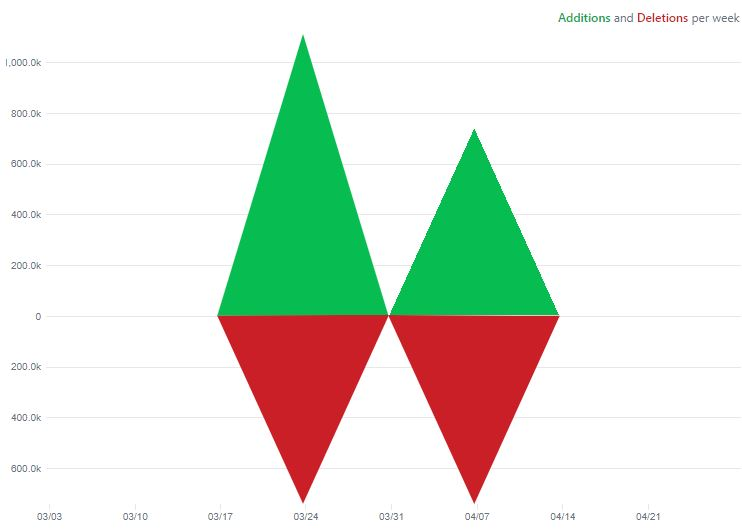 Additions and Deletions per week
1,000.0k
800.0k
600.0k
400.0k
200.0k
0
200.0k
400.0k
600.0k
03/03 03/10 03/17 03/24 03/31 04/07 04/14 04/21